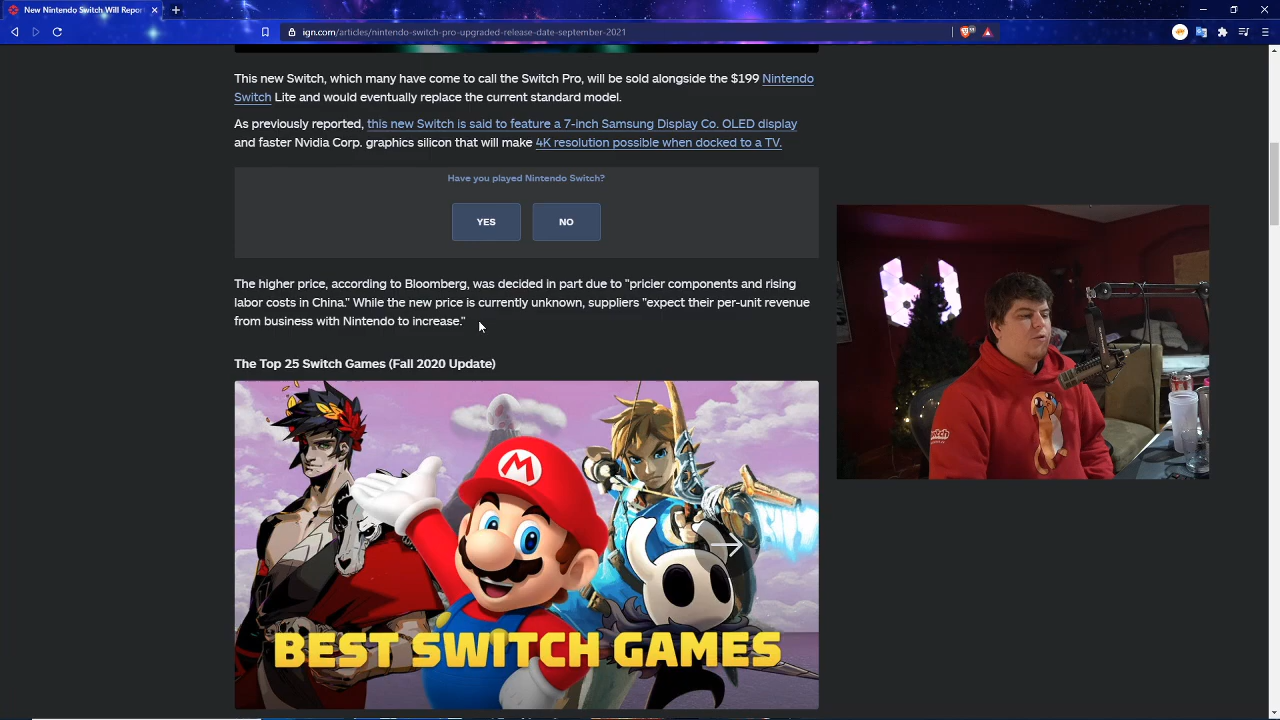 New Nintendo Switch Will Repor
ign.com/articles/nintendo-switch-pro-upgraded-release-date-september-2021
This new Switch, which many have come to call the Switch Pro, will be sold alongside the $199 Nintendo
Switch Lite and would eventually replace the current standard model.
As previously reported, this new Switch is said to feature a 7-inch Samsung Display Co. OLED display
and faster Nvidia Corp. graphics silicon that will make 4K resolution possible when docked to a TV.
Have you played Nintendo Switch?
YES NO
The higher price, according to Bloomberg, was decided in part due to "pricier components and rising
labor costs in China." While the new price is currently unknown, suppliers "expect their per-unit revenue
from business with Nintendo to increase."
The Top 25 Switch Games (Fall 2020 Update)
M
BEST SWITCH GAMES
twitch